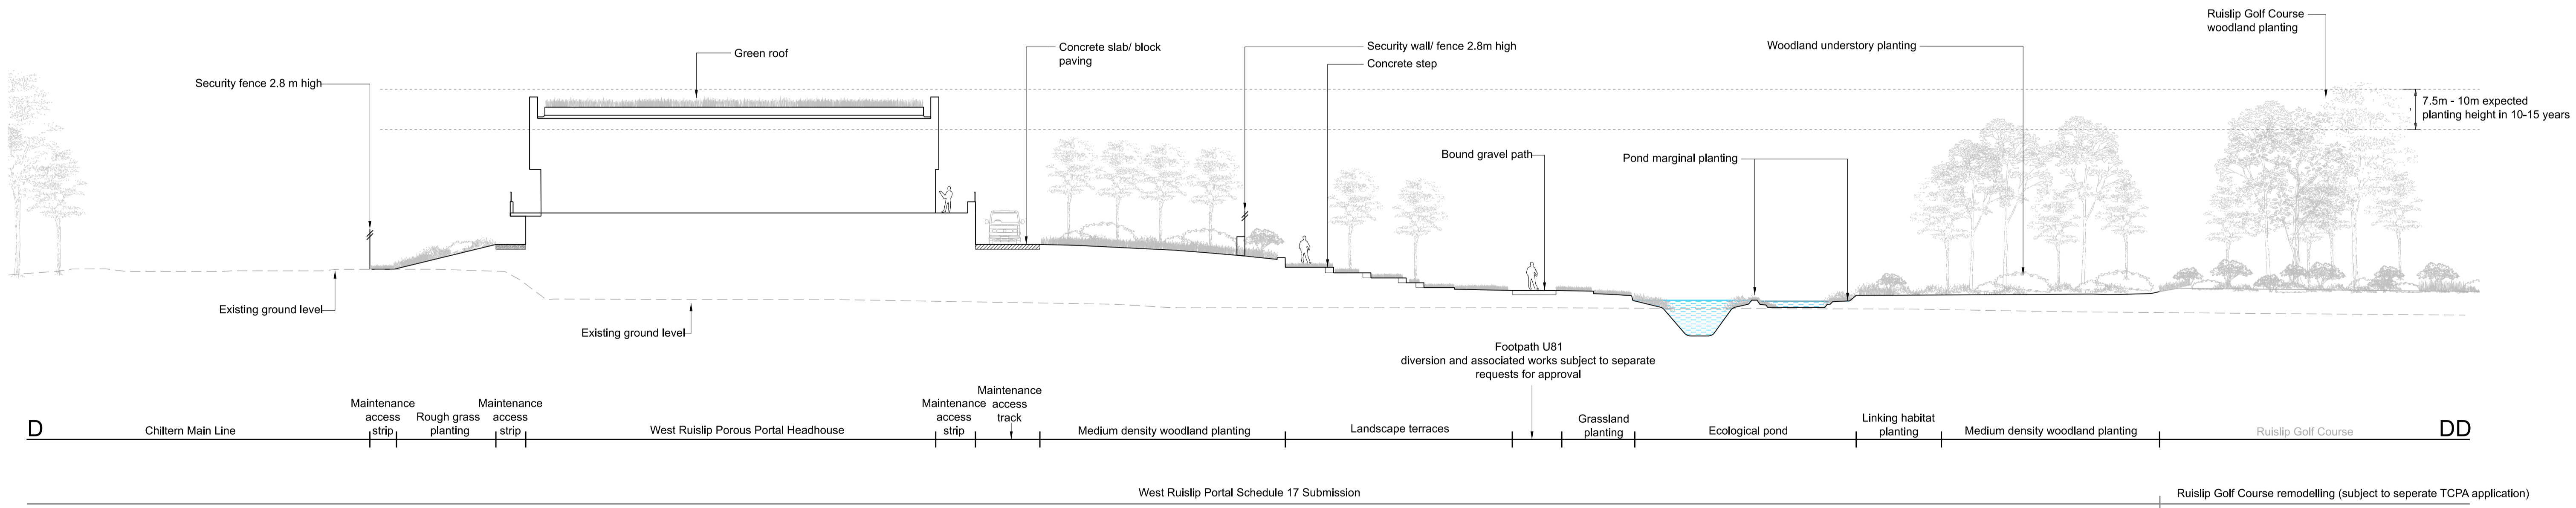 Ruislip Golf Course
woodland planting
Green roof
Concrete slab/ block
paving
Security wall/ fence 2.8m high
Woodland understory planting
Concrete step
Security fence 2.8 m high
7.5m - 10m expected
planting height in 10-15 years
Bound gravel path
Pond marginal planting
Existing ground level
Existing ground level
Footpath U81
diversion and associated works subject to separate
requests for approval
D
Chiltern Main Line
Maintenance
access
strip
Rough grass
planting
Maintenance
access
strip
West Ruislip Porous Portal Headhouse
Maintenance
access
strip
Maintenance
access
track
Medium density woodland planting
Landscape terraces
Grassland
planting
Ecological pond
Linking habitat
planting
Medium density woodland planting
Ruislip Golf Course
DD
West Ruislip Portal Schedule 17 Submission
Ruislip Golf Course remodelling (subject to seperate TCPA application)